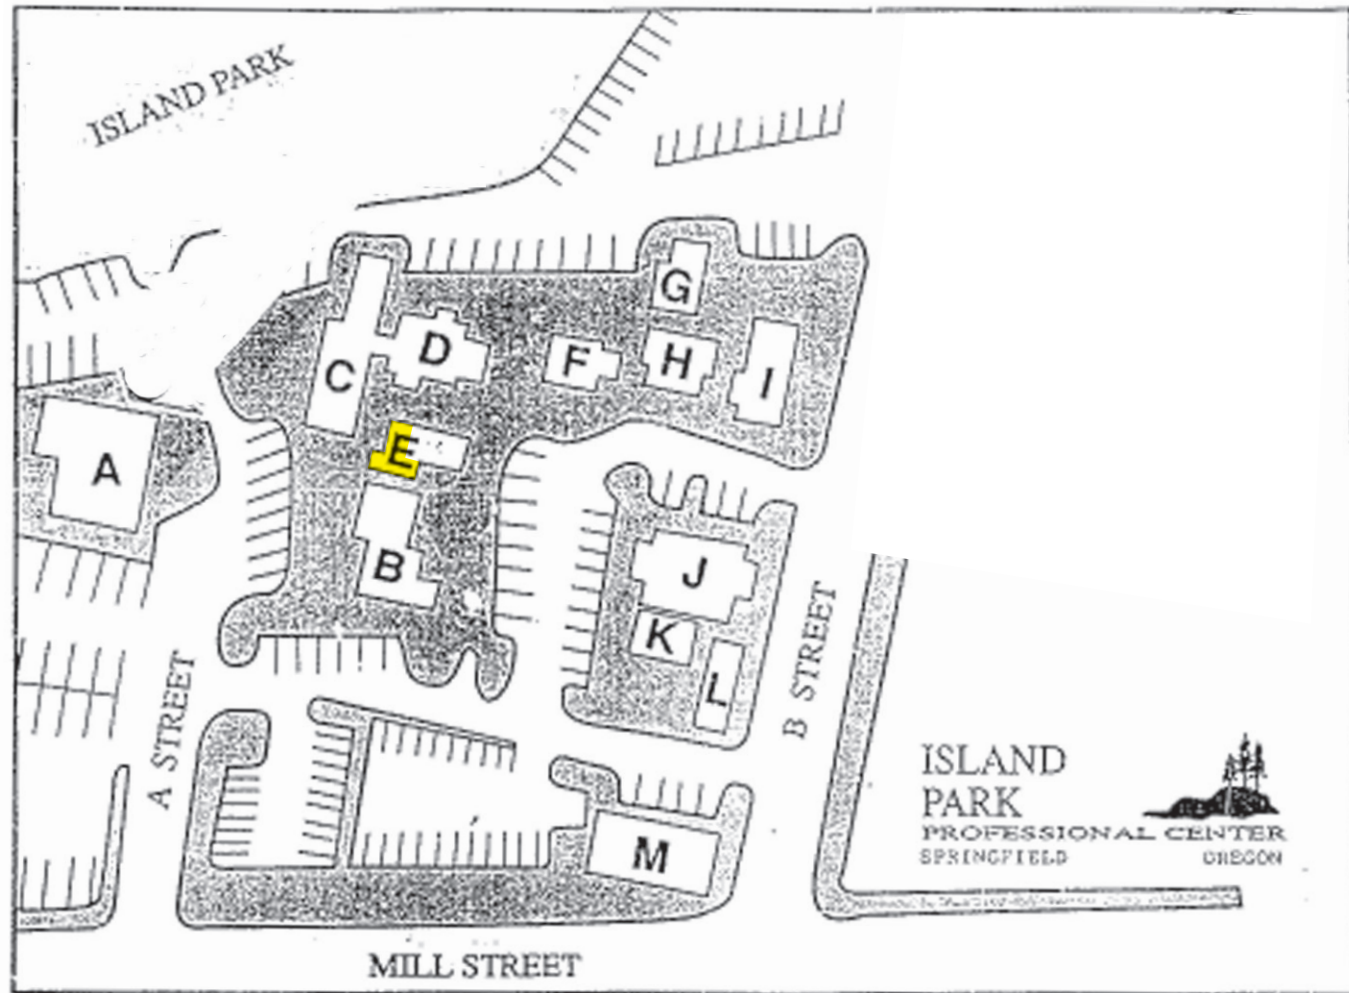 ISLAND PARK
G
D
F
H
C
I
E
A
B
J
K
L
B STREET
A STREET
M
ISLAND
PARK
PROFESSIONAL CENTER
SPRINGFIELD OREGON
MILL STREET